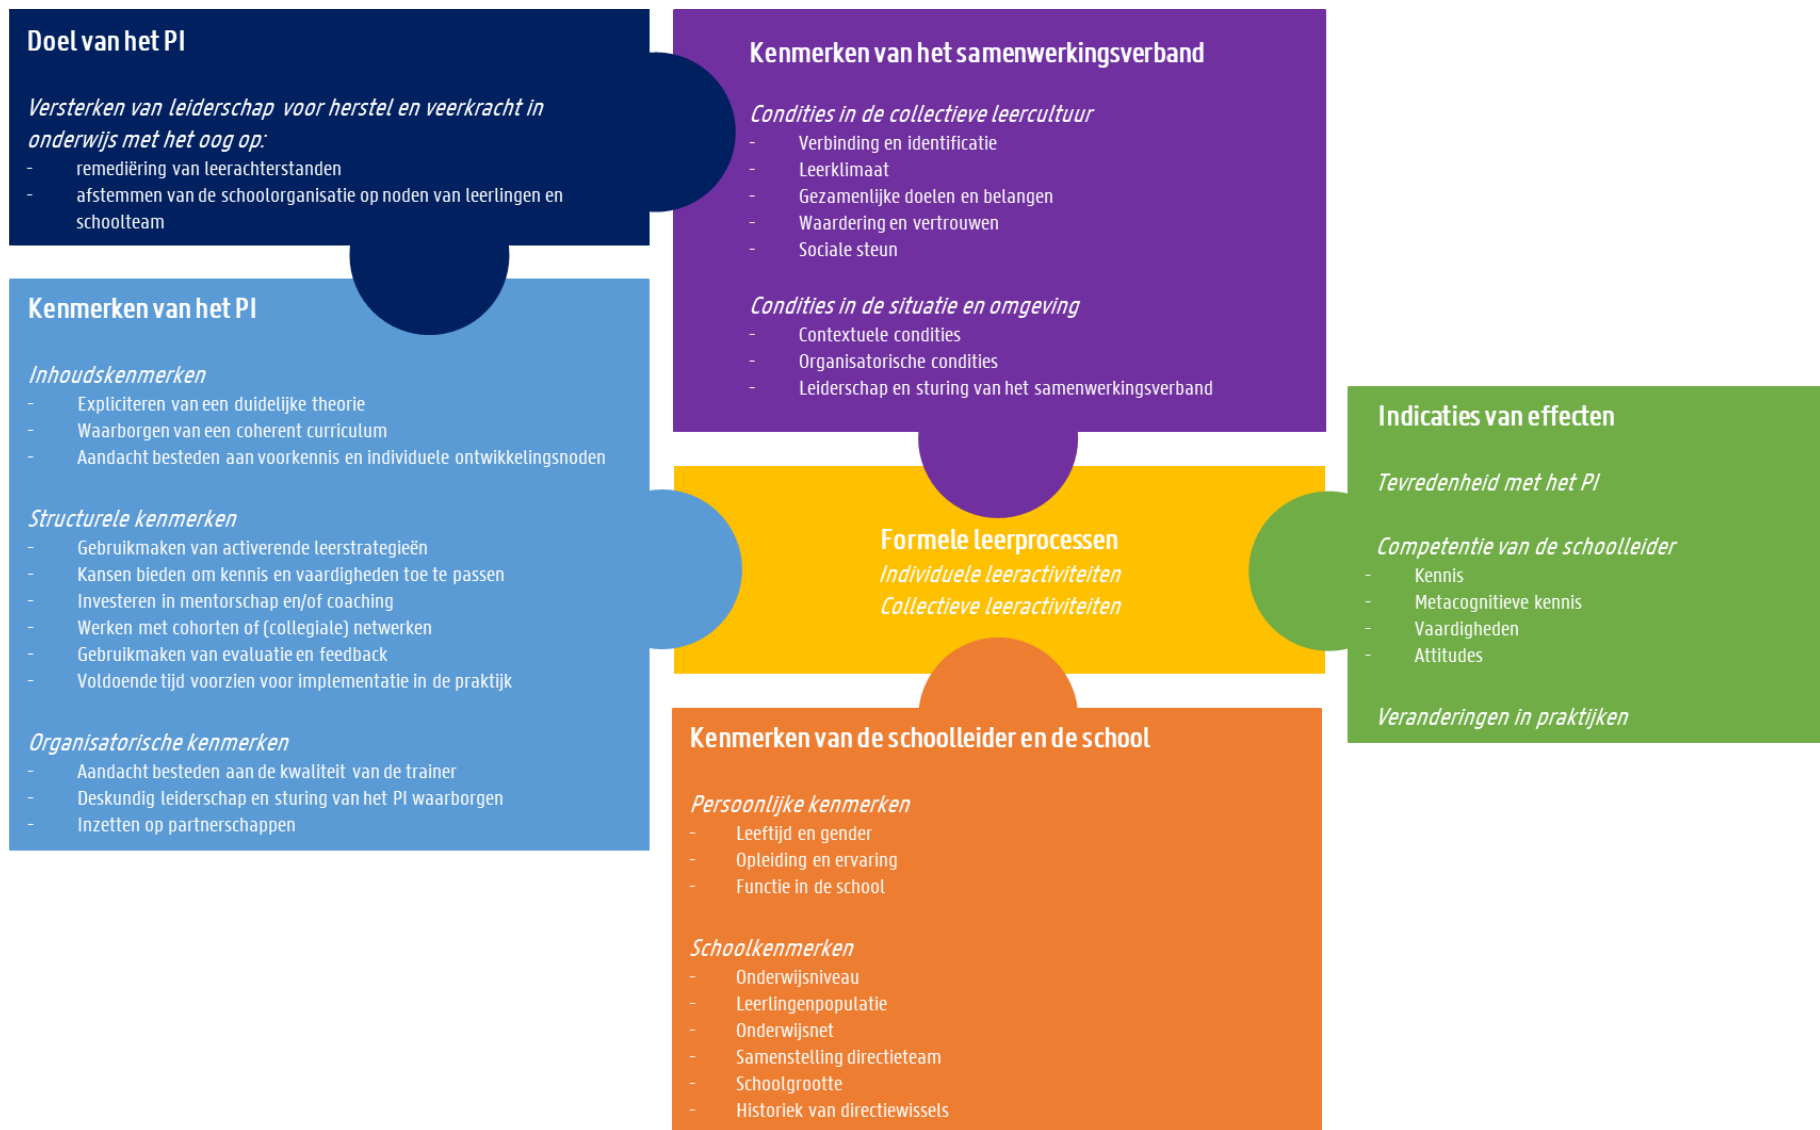 Doel van het PI
Versterken van leiderschap voor herstel en veerkracht in
onderwijs met het oog op:
- remediëring van leerachterstanden
- afstemmen van de schoolorganisatie op noden van leerlingen en
schoolteam
Kenmerken van het PI
Inhoudskenmerken
- Expliciteren van een duidelijke theorie
- Waarborgen van een coherent curriculum
- Aandacht besteden aan voorkennis en individuele ontwikkelingsnoden
Structurele kenmerken
- Gebruikmaken van activerende leerstrategieën
- Kansen bieden om kennis en vaardigheden toe te passen
- Investeren in mentorschap en/of coaching
- Werken met cohorten of (collegiale) netwerken
- Gebruikmaken van evaluatie en feedback
- Voldoende tijd voorzien voor implementatie in de praktijk
Organisatorische kenmerken
- Aandacht besteden aan de kwaliteit van de trainer
- Deskundig leiderschap en sturing van het PI waarborgen
- Inzetten op partnerschappen
Kenmerken van het samenwerkingsverband
Condities in de collectieve leercultuur
- Verbinding en identificatie
- Leerklimaat
- Gezamenlijke doelen en belangen
- Waardering en vertrouwen
- Sociale steun
Condities in de situatie en omgeving
- Contextuele condities
- Organisatorische condities
- Leiderschap en sturing van het samenwerkingsverband
Formele leerprocessen
Individuele leeractiviteiten
Collectieve leeractiviteiten
Kenmerken van de schoolleider en de school
Persoonlijke kenmerken
- Leeftijd en gender
- Opleiding en ervaring
- Functie in de school
Schoolkenmerken
- Onderwijsniveau
- Leerlingenpopulatie
- Onderwijsnet
- Samenstelling directieteam
- Schoolgrootte
- Historiek van directiewissels
Indicaties van effecten
Tevredenheid met het PI
Competentie van de schoolleider
- Kennis
- Metacognitieve kennis
- Vaardigheden
- Attitudes
Veranderingen in praktijken